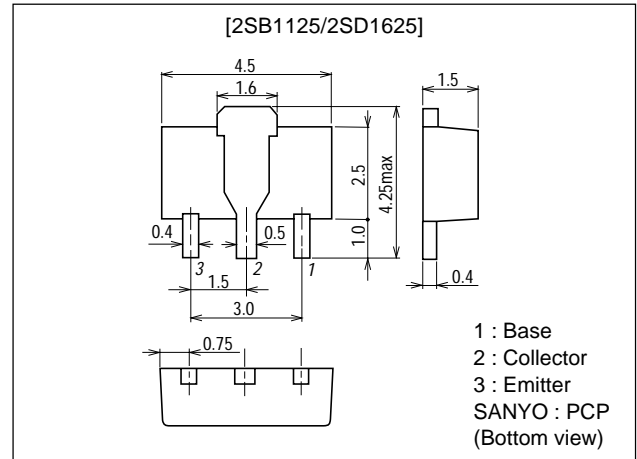 [2SB1125/2SD1625]
4.5
1.6
1.5
2.5
4.25max
1.0
0.4
0.5
3
2
1
1.5
0.4
3.0
0.75
1 : Base
2 : Collector
3 : Emitter
SANYO : PCP
(Bottom view)